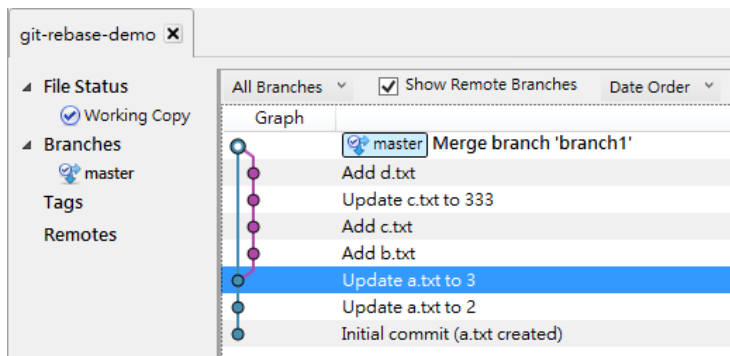 git-rebase-demo
File Status
Working Copy
Branches
master
Tags
Remotes
All Branches Show Remote Branches Date Order
Graph
master Merge branch 'branch1'
Add d.txt
Update c.txt to 333
Add c.txt
Add b.txt
Update a.txt to 3
Update a.txt to 2
Initial commit (a.txt created)